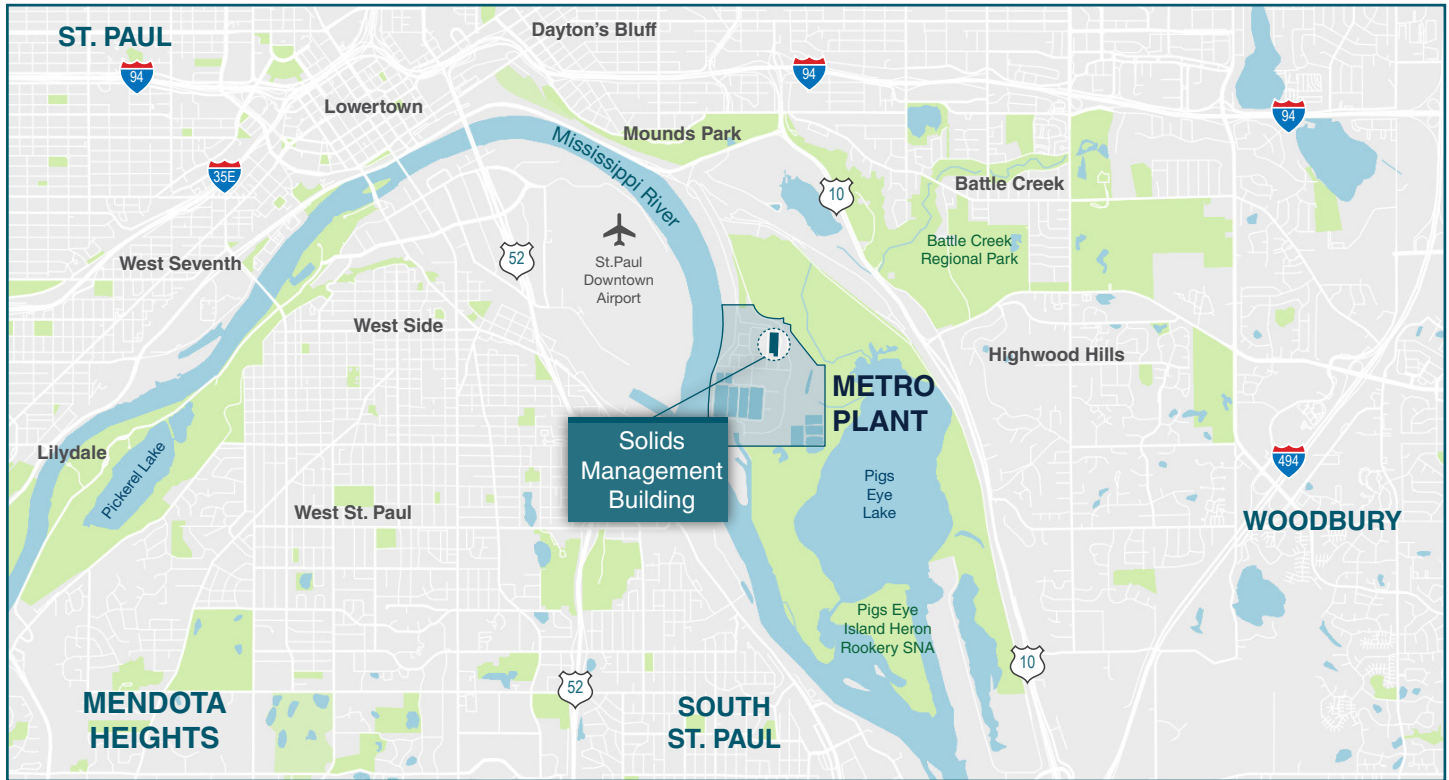 ST. PAUL
Dayton's Bluff
94
94
94
Lowertown
Mounds Park
Mississippi River
35E
10
Battle Creek
West Seventh
52
St.Paul
Downtown
Airport
Battle Creek
Regional Park
West Side
Highwood Hills
METRO
PLANT
Solids
Management
Building
Lilydale
Pickerel Lake
494
Pigs
Eye
Lake
West St. Paul
WOODBURY
Pigs Eye
Island Heron
Rookery SNA
10
52
MENDOTA
HEIGHTS
SOUTH
ST. PAUL